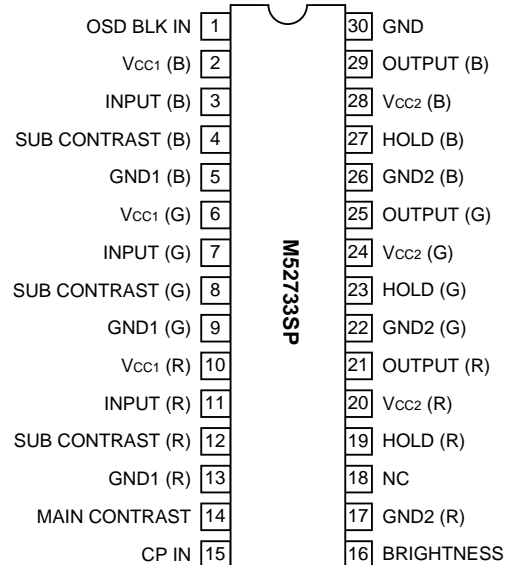 OSD BLK IN 1
VCC1 (B) 2
INPUT (B) 3
SUB CONTRAST (B) 4
GND1 (B) 5
VCC1 (G) 6
INPUT (G) 7
SUB CONTRAST (G) 8
GND1 (G) 9
VCC1 (R) 10
INPUT (R) 11
SUB CONTRAST (R) 12
GND1 (R) 13
MAIN CONTRAST 14
CP IN 15
M52733SP
30 GND
29 OUTPUT (B)
28 VCC2 (B)
27 HOLD (B)
26 GND2 (B)
25 OUTPUT (G)
24 VCC2 (G)
23 HOLD (G)
22 GND2 (G)
21 OUTPUT (R)
20 VCC2 (R)
19 HOLD (R)
18 NC
17 GND2 (R)
16 BRIGHTNESS